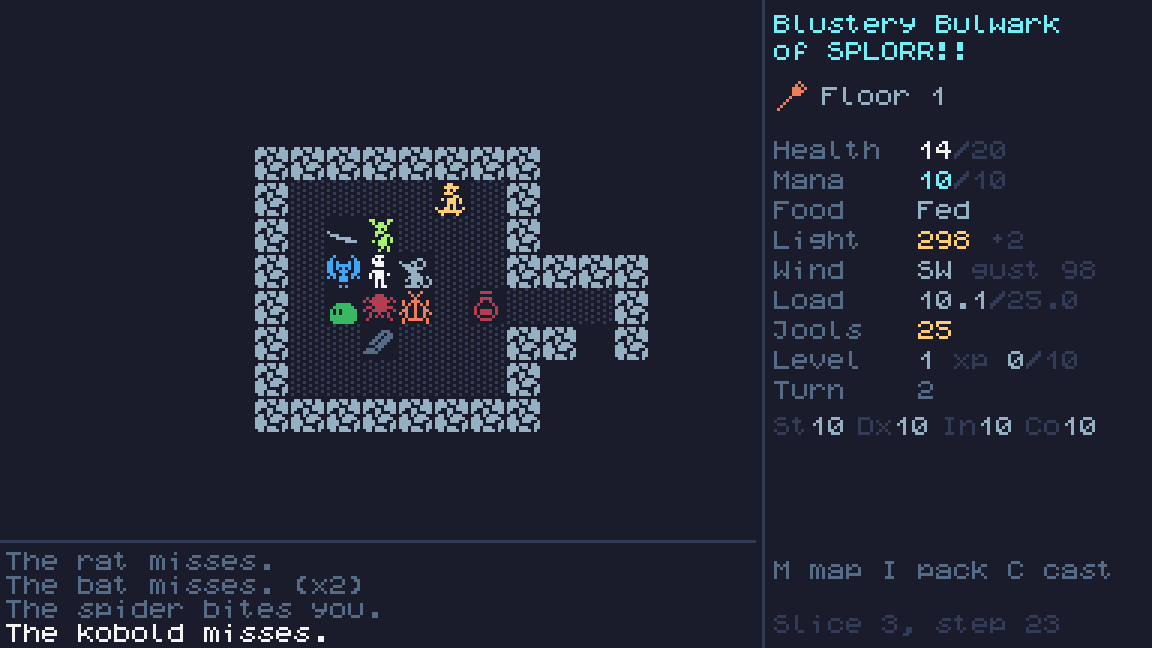 Blustery Bulwark
of SPLORR!!
Floor 1
Health 14/20
Mana 10/10
Food Fed
Light 298 +2
Wind SW gust 98
Load 10.1/25.0
Jools 25
Level 1 xp 0/10
Turn 2
St10 Dx10 In10 Co10
M map I pack C cast
Slice 3, step 23
The rat misses.
The bat misses. (x2)
The spider bites you.
The kobold misses.